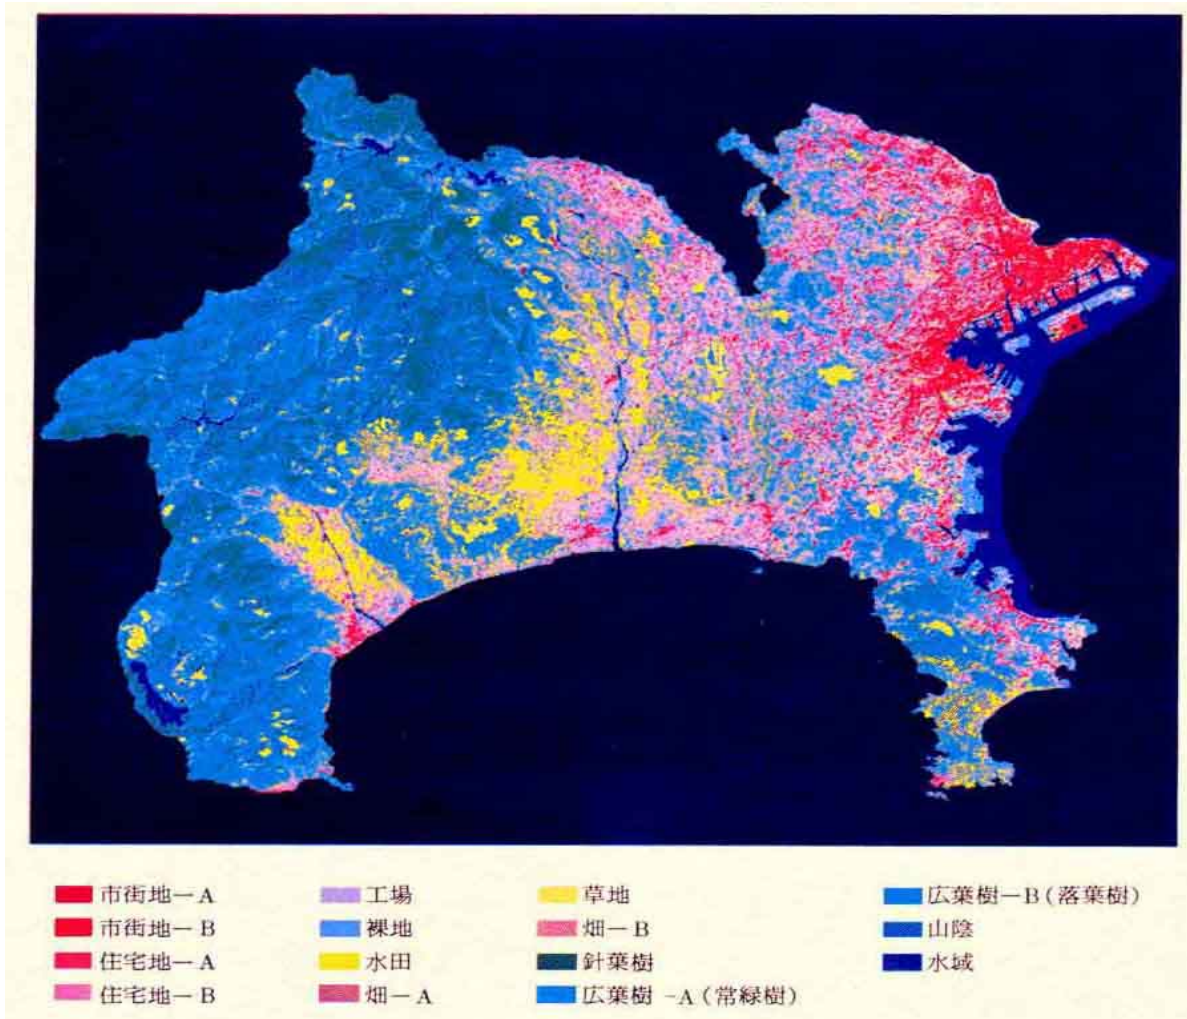 市街地－A
市街地－B
住宅地－A
住宅地－B
工場
裸地
水田
畑－A
草地
畑－B
針葉樹
広葉樹 -A（常緑樹）
広葉樹－B（落葉樹）
山陰
水域